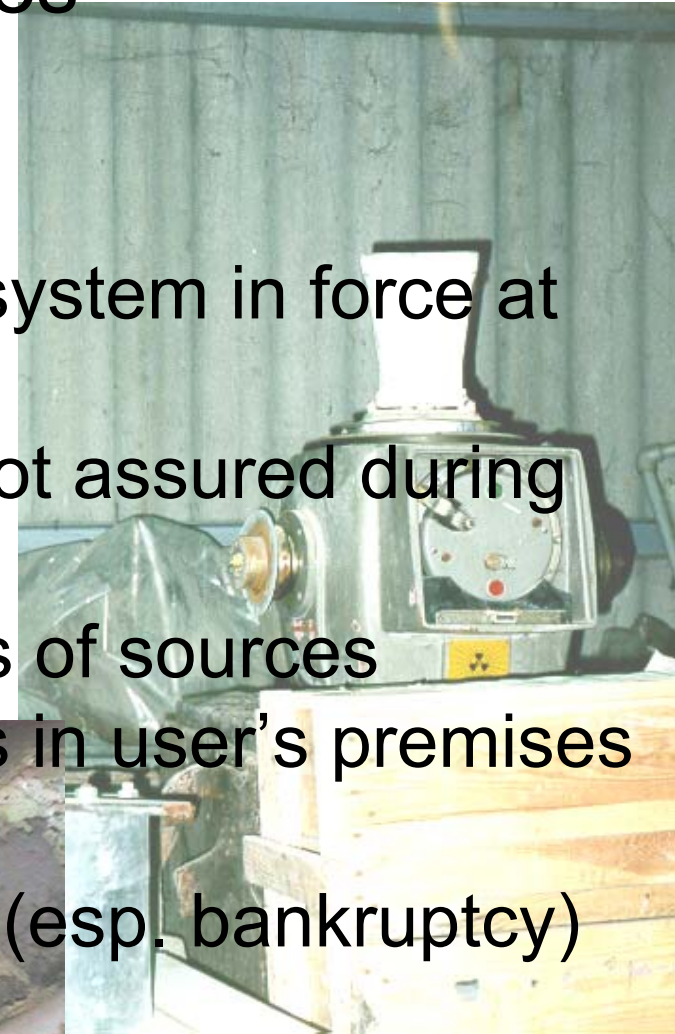 system in force at
ot assured during
s of sources
s in user’s premises
(esp. bankruptcy)